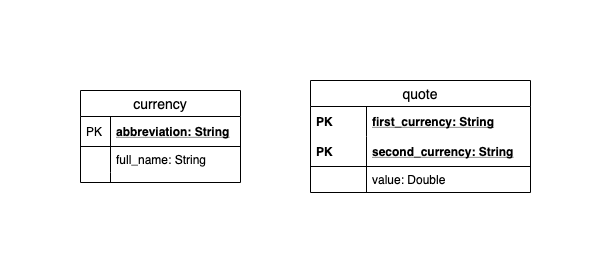 currency
PK abbreviation: String
full_name: String
quote
PK first_currency: String
PK second_currency: String
value: Double